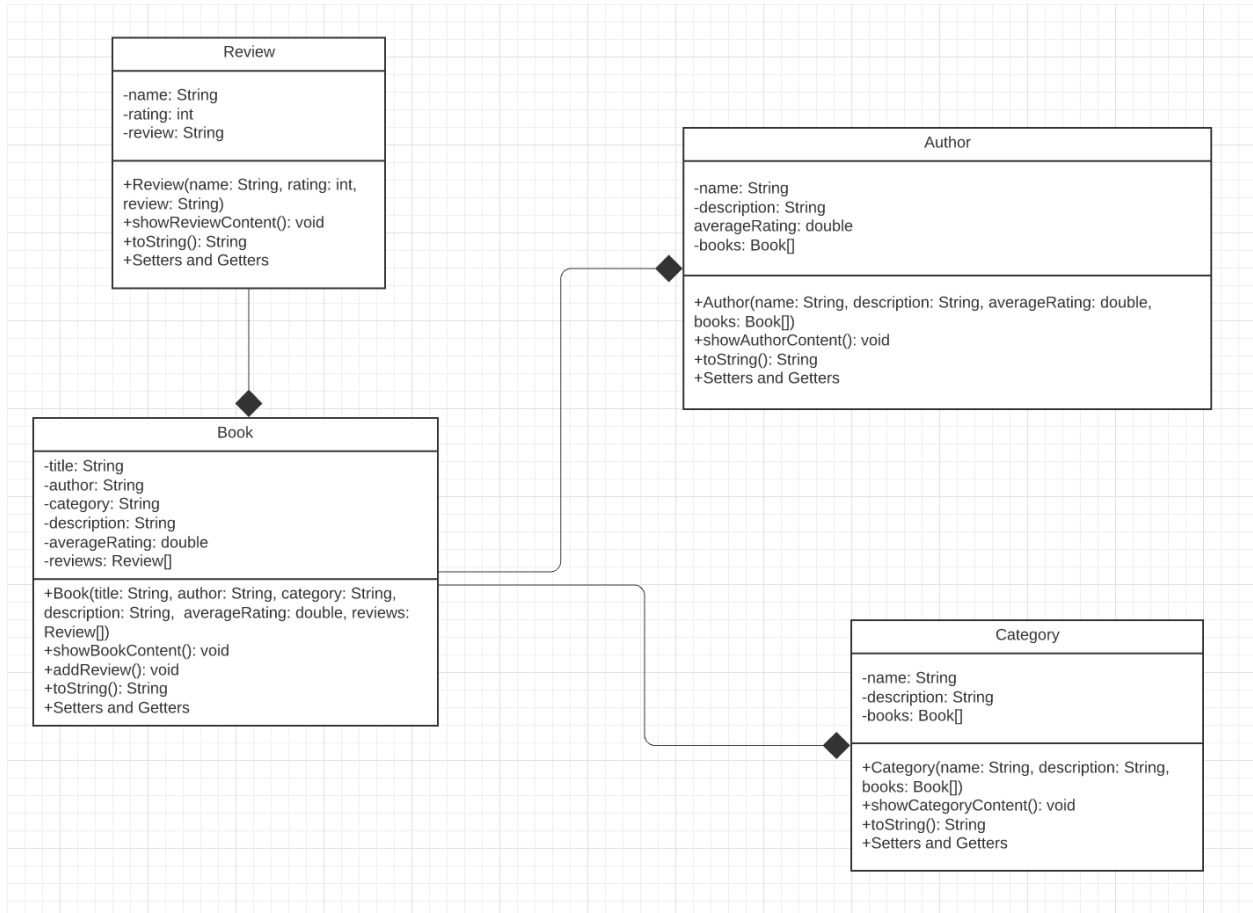 Review
-name: String
-rating: int
-review: String
+Review(name: String, rating: int,
review: String)
+showReviewContent(): void
+toString(): String
+Setters and Getters
Author
-name: String
-description: String
averageRating: double
-books: Book[]
+Author(name: String, description: String, averageRating: double,
books: Book[])
+showAuthorContent(): void
+toString(): String
+Setters and Getters
Book
-title: String
-author: String
-category: String
-description: String
-averageRating: double
-reviews: Review[]
+Book(title: String, author: String, category: String,
description: String,  averageRating: double, reviews:
Review[])
+showBookContent(): void
+addReview(): void
+toString(): String
+Setters and Getters
Category
-name: String
-description: String
-books: Book[]
+Category(name: String, description: String,
books: Book[])
+showCategoryContent(): void
+toString(): String
+Setters and Getters